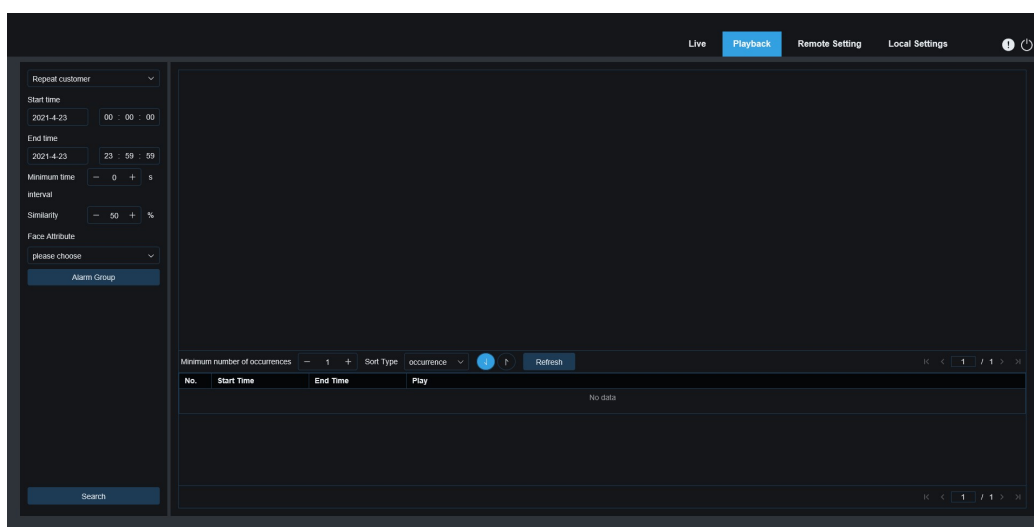 Live Playback Remote Setting Local Settings
Repeat customer
Start time
2021-4-23 00 : 00 : 00
End time
2021-4-23 23 : 59 : 59
Minimum time − 0 + s
interval
Similarity − 50 + %
Face Attribute
please choose
Alarm Group
Search
Minimum number of occurrences − 1 + Sort Type occurrence Refresh 1 / 1
No. Start Time End Time Play
No data
1 / 1